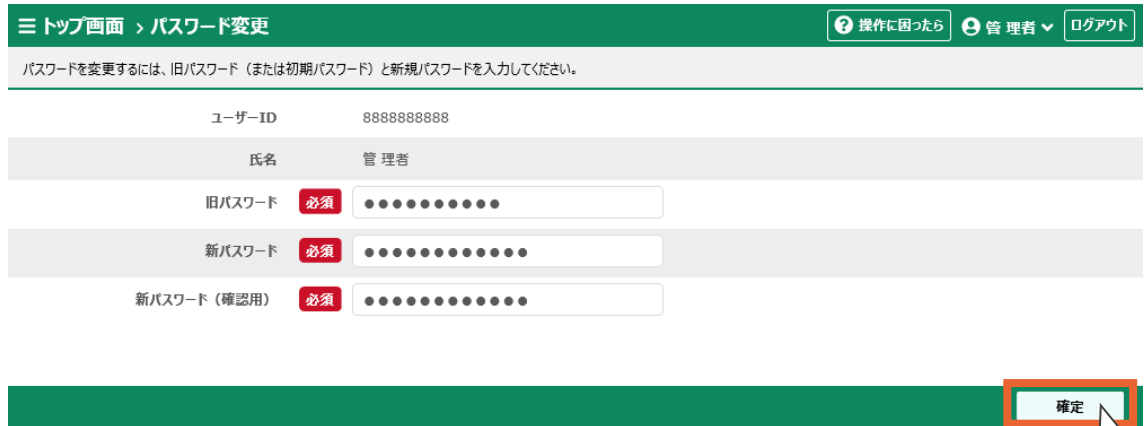 トップ画面 > パスワード変更 ? 操作に困ったら 管 理者 ログアウト
パスワードを変更するには、旧パスワード（または初期パスワード）と新規パスワードを入力してください。
ユーザーID 8888888888
氏名 管 理者
旧パスワード 必須 ●●●●●●●●●●
新パスワード 必須 ●●●●●●●●●●●●
新パスワード（確認用） 必須 ●●●●●●●●●●●●
確定